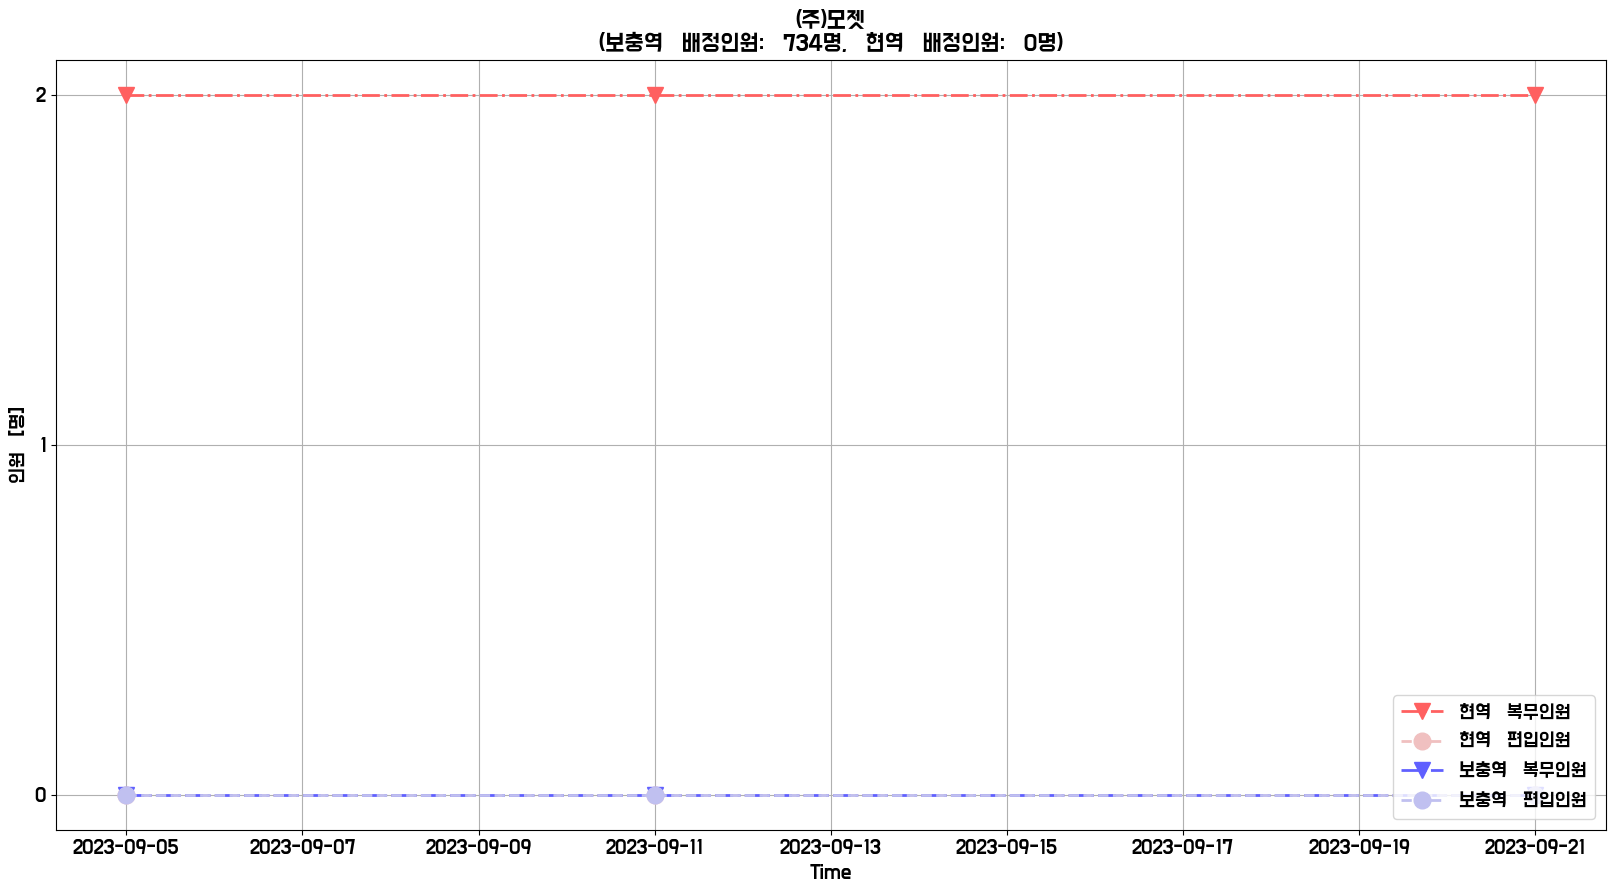 (주)모젯
(보충역 배정인원: 734명, 현역 배정인원: 0명)
2
1
0
인원 [명]
현역 복무인원
현역 편입인원
보충역 복무인원
보충역 편입인원
2023-09-05 2023-09-07 2023-09-09 2023-09-11 2023-09-13 2023-09-15 2023-09-17 2023-09-19 2023-09-21
Time